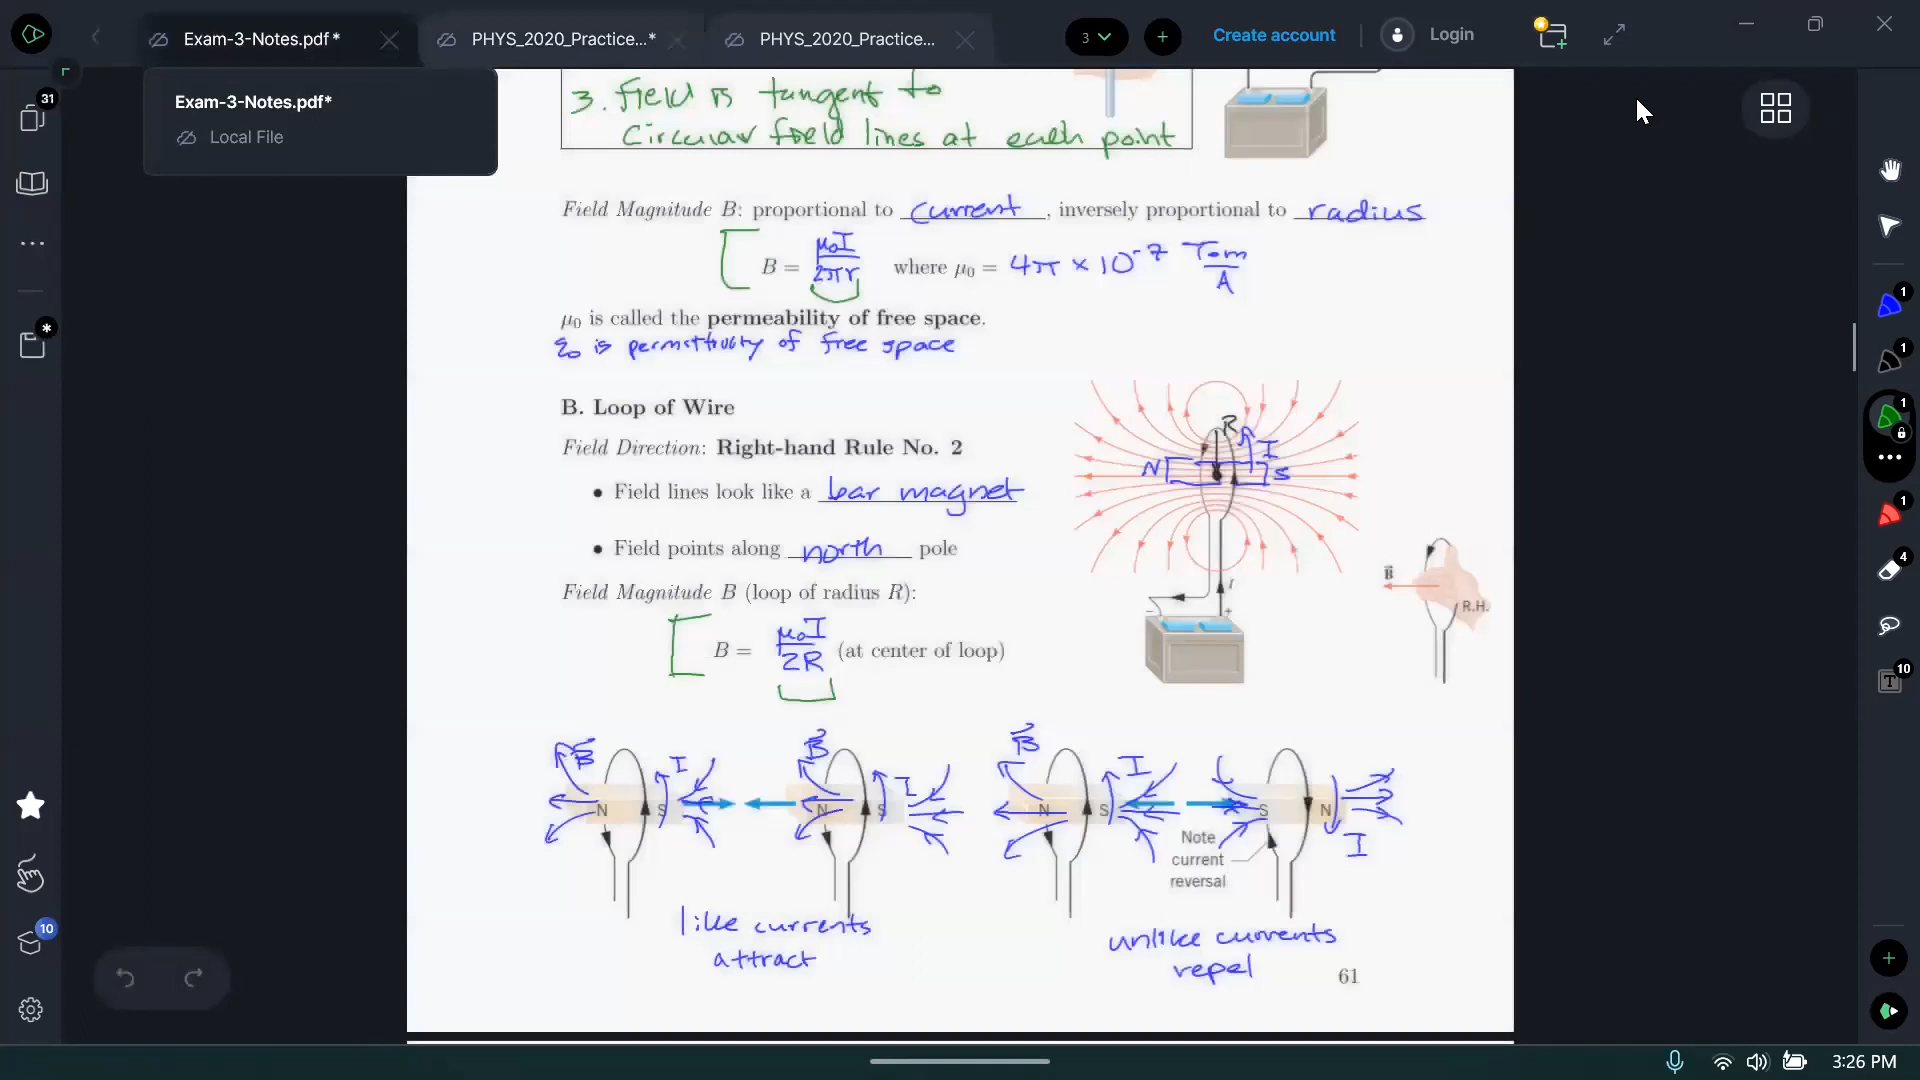 Exam-3-Notes.pdf *
PHYS_2020_Practice... *
PHYS_2020_Practice...
3
Create account
Login
31
Exam-3-Notes.pdf*
Local File
3. Field is tangent to
Circular field lines at each point
Field Magnitude B: proportional to current, inversely proportional to radius
B = μ₀I / 2πr where μ₀ = 4π × 10⁻⁷ T·m / A
μ₀ is called the permeability of free space.
ε₀ is permittivity of free space
B. Loop of Wire
Field Direction: Right-hand Rule No. 2
• Field lines look like a bar magnet
• Field points along north pole
Field Magnitude B (loop of radius R):
B = μ₀I / 2R (at center of loop)
R
I
N S
I
− +
B
R.H.
B I B I B I
N S N S N S S N
I
Note
current
reversal
like currents
attract
unlike currents
repel
61
10
1
1
1
1
4
10
3:26 PM